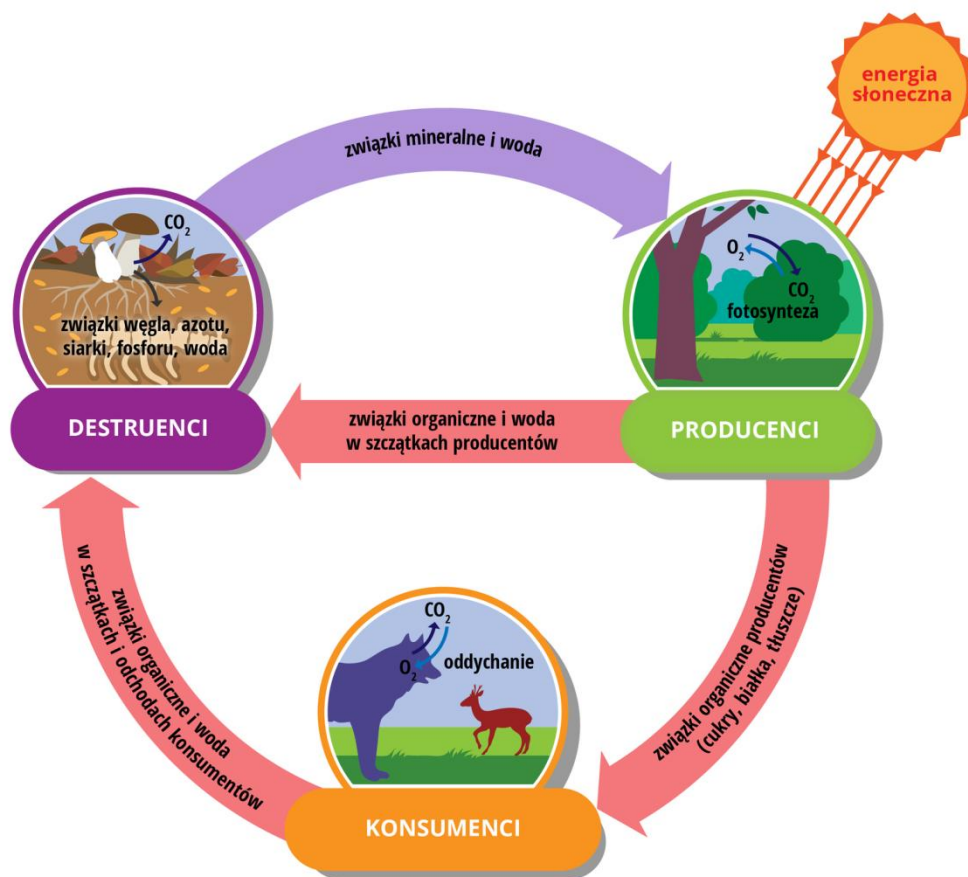 energia
słoneczna
związki mineralne i woda
CO2
związki węgla, azotu,
siarki, fosforu, woda
DESTRUENCI
O2
CO2
fotosynteza
PRODUCENCI
związki organiczne i woda
w szczątkach producentów
związki organiczne producentów
(cukry, białka, tłuszcze)
związki organiczne i woda
w szczątkach i odchodach konsumentów
CO2
O2
oddychanie
KONSUMENCI